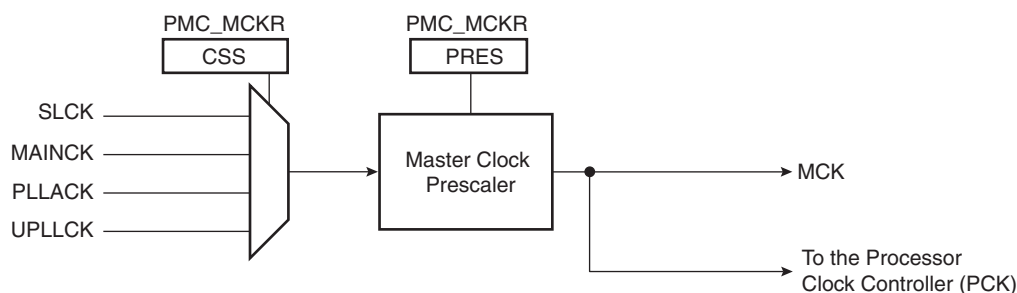 PMC_MCKR
PMC_MCKR
CSS
PRES
SLCK
MAINCK
PLLACK
UPLLCK
Master Clock
Prescaler
MCK
To the Processor
Clock Controller (PCK)